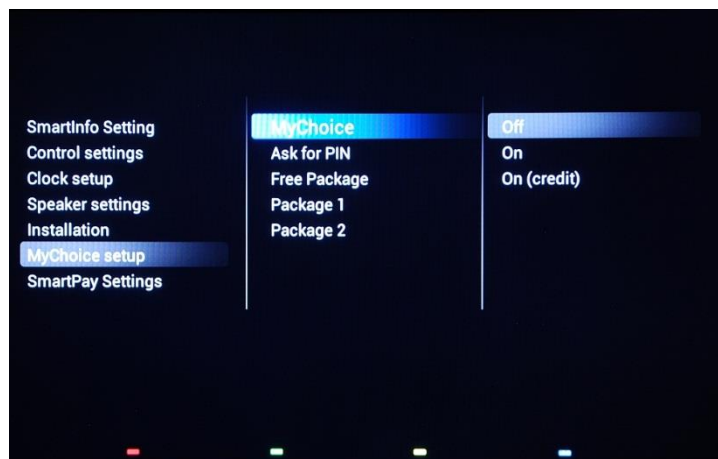 SmartInfo Setting
Control settings
Clock setup
Speaker settings
Installation
MyChoice setup
SmartPay Settings
MyChoice
Ask for PIN
Free Package
Package 1
Package 2
Off
On
On (credit)